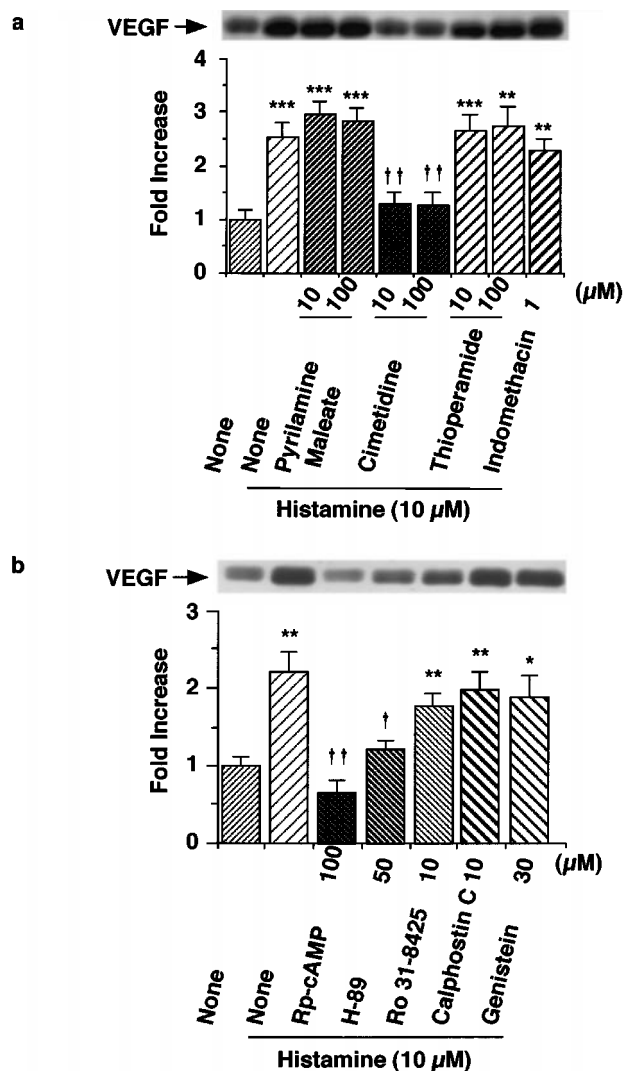 a
VEGF →
4
3
2
1
0
Fold Increase
*** *** *** †† †† *** ** **
10 100 10 100 10 100 1 (µM)
None
None
Pyrilamine
Maleate
Cimetidine
Thioperamide
Indomethacin
Histamine (10 µM)
b
VEGF →
3
2
1
0
Fold Increase
** †† † ** ** *
100 50 10 10 30 (µM)
None
None
Rp-cAMP
H-89
Ro 31-8425
Calphostin C
Genistein
Histamine (10 µM)